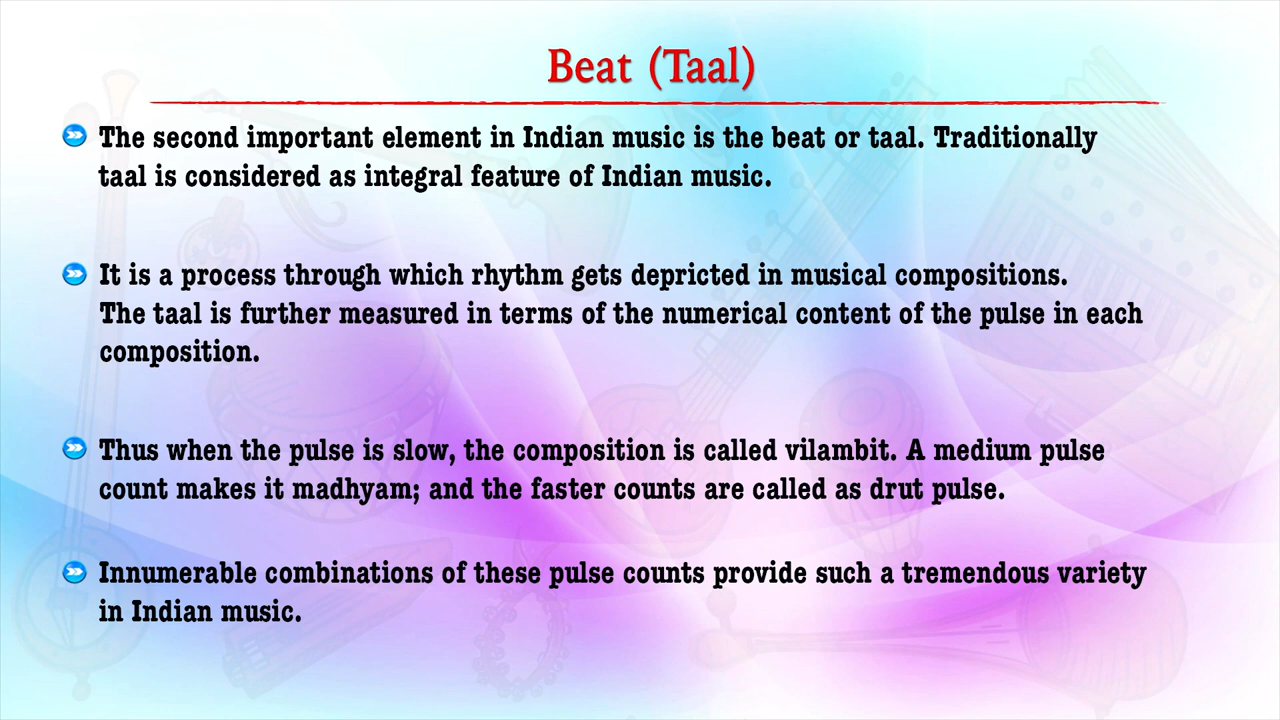 Beat (Taal)
The second important element in Indian music is the beat or taal. Traditionally
taal is considered as integral feature of Indian music.
It is a process through which rhythm gets depricted in musical compositions.
The taal is further measured in terms of the numerical content of the pulse in each
composition.
Thus when the pulse is slow, the composition is called vilambit. A medium pulse
count makes it madhyam; and the faster counts are called as drut pulse.
Innumerable combinations of these pulse counts provide such a tremendous variety
in Indian music.